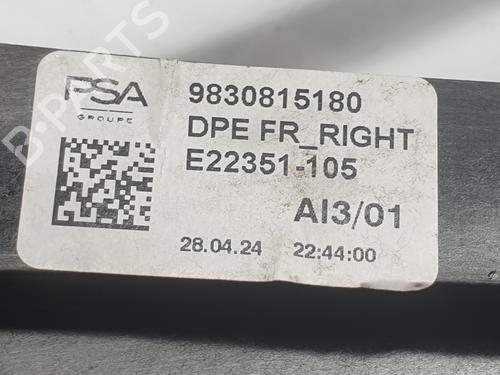 PSA
GROUPE
9830815180
DPE FR_RIGHT
E22351-105
AI3/01
28.04.24 22:44:00
B-PARTS